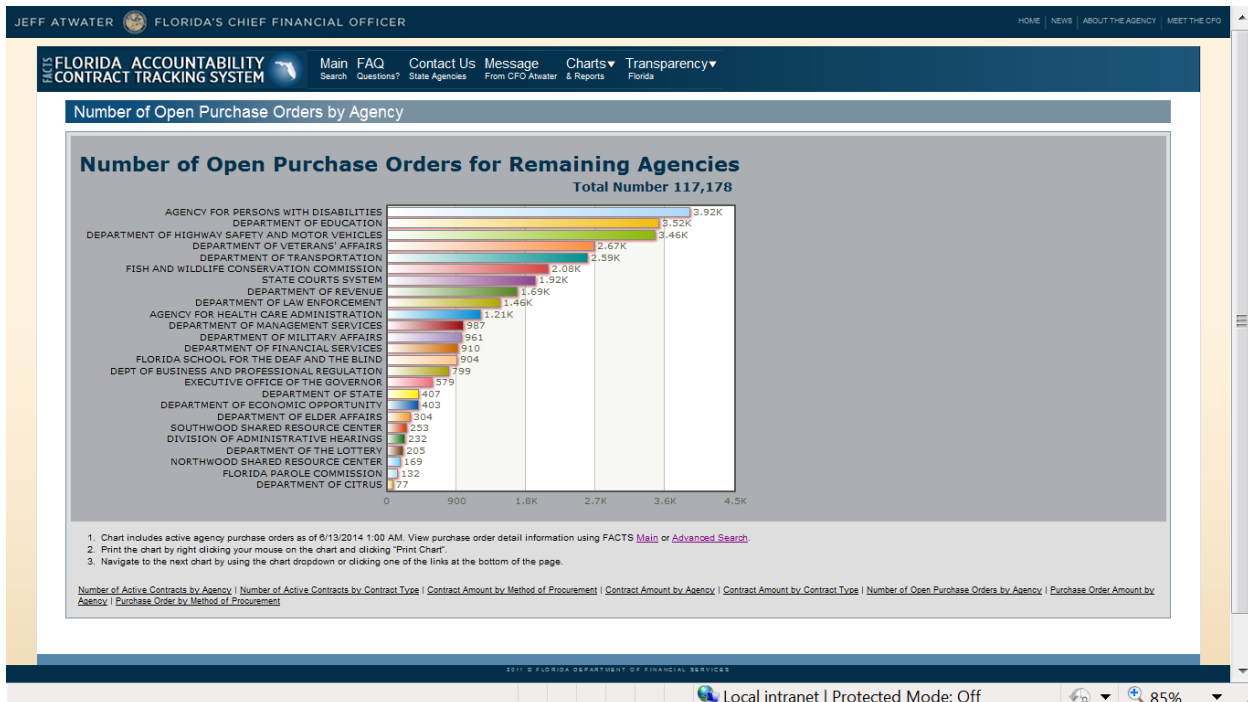 JEFF ATWATER FLORIDA'S CHIEF FINANCIAL OFFICER
HOME | NEWS | ABOUT THE AGENCY | MEET THE CFO
FACTS
FLORIDA ACCOUNTABILITY
CONTRACT TRACKING SYSTEM
Main FAQ Contact Us Message Charts▾ Transparency▾
Search Questions? State Agencies From CFO Atwater & Reports Florida
Number of Open Purchase Orders by Agency
Number of Open Purchase Orders for Remaining Agencies
Total Number 117,178
AGENCY FOR PERSONS WITH DISABILITIES 3.92K
DEPARTMENT OF EDUCATION 3.52K
DEPARTMENT OF HIGHWAY SAFETY AND MOTOR VEHICLES 3.46K
DEPARTMENT OF VETERANS' AFFAIRS 2.67K
DEPARTMENT OF TRANSPORTATION 2.59K
FISH AND WILDLIFE CONSERVATION COMMISSION 2.08K
STATE COURTS SYSTEM 1.92K
DEPARTMENT OF REVENUE 1.69K
DEPARTMENT OF LAW ENFORCEMENT 1.46K
AGENCY FOR HEALTH CARE ADMINISTRATION 1.21K
DEPARTMENT OF MANAGEMENT SERVICES 987
DEPARTMENT OF MILITARY AFFAIRS 961
DEPARTMENT OF FINANCIAL SERVICES 910
FLORIDA SCHOOL FOR THE DEAF AND THE BLIND 904
DEPT OF BUSINESS AND PROFESSIONAL REGULATION 799
EXECUTIVE OFFICE OF THE GOVERNOR 579
DEPARTMENT OF STATE 407
DEPARTMENT OF ECONOMIC OPPORTUNITY 403
DEPARTMENT OF ELDER AFFAIRS 304
SOUTHWOOD SHARED RESOURCE CENTER 253
DIVISION OF ADMINISTRATIVE HEARINGS 232
DEPARTMENT OF THE LOTTERY 205
NORTHWOOD SHARED RESOURCE CENTER 169
FLORIDA PAROLE COMMISSION 132
DEPARTMENT OF CITRUS 77
0 900 1.8K 2.7K 3.6K 4.5K
1. Chart includes active agency purchase orders as of 6/13/2014 1:00 AM. View purchase order detail information using FACTS Main or Advanced Search.
2. Print the chart by right clicking your mouse on the chart and clicking "Print Chart".
3. Navigate to the next chart by using the chart dropdown or clicking one of the links at the bottom of the page.
Number of Active Contracts by Agency | Number of Active Contracts by Contract Type | Contract Amount by Method of Procurement | Contract Amount by Agency | Contract Amount by Contract Type | Number of Open Purchase Orders by Agency | Purchase Order Amount by
Agency | Purchase Order by Method of Procurement
2011 © FLORIDA DEPARTMENT OF FINANCIAL SERVICES
Local intranet | Protected Mode: Off 85%